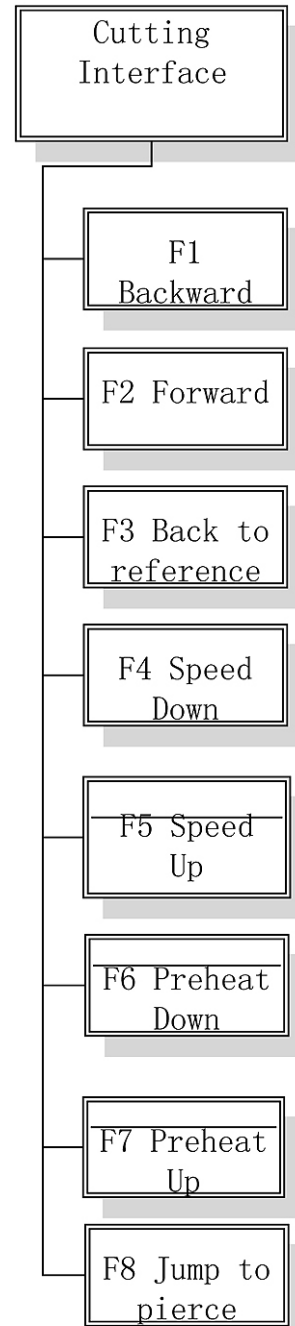 Cutting
Interface
F1
Backward
F2 Forward
F3 Back to
reference
F4 Speed
Down
F5 Speed
Up
F6 Preheat
Down
F7 Preheat
Up
F8 Jump to
pierce